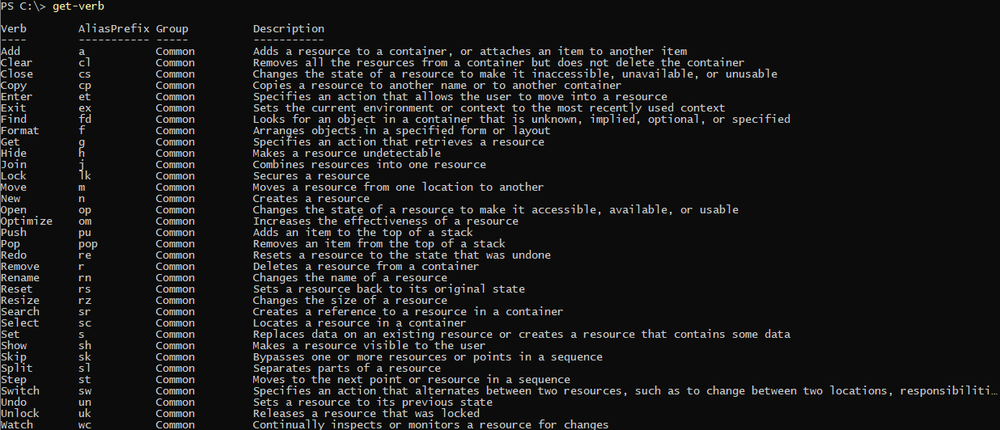 PS C:\> get-verb
Verb        AliasPrefix Group          Description
----        ----------- -----          -----------
Add         a           Common         Adds a resource to a container, or attaches an item to another item
Clear       cl          Common         Removes all the resources from a container but does not delete the container
Close       cs          Common         Changes the state of a resource to make it inaccessible, unavailable, or unusable
Copy        cp          Common         Copies a resource to another name or to another container
Enter       et          Common         Specifies an action that allows the user to move into a resource
Exit        ex          Common         Sets the current environment or context to the most recently used context
Find        fd          Common         Looks for an object in a container that is unknown, implied, optional, or specified
Format      f           Common         Arranges objects in a specified form or layout
Get         g           Common         Specifies an action that retrieves a resource
Hide        h           Common         Makes a resource undetectable
Join        j           Common         Combines resources into one resource
Lock        lk          Common         Secures a resource
Move        m           Common         Moves a resource from one location to another
New         n           Common         Creates a resource
Open        op          Common         Changes the state of a resource to make it accessible, available, or usable
Optimize    om          Common         Increases the effectiveness of a resource
Push        pu          Common         Adds an item to the top of a stack
Pop         pop         Common         Removes an item from the top of a stack
Redo        re          Common         Resets a resource to the state that was undone
Remove      r           Common         Deletes a resource from a container
Rename      rn          Common         Changes the name of a resource
Reset       rs          Common         Sets a resource back to its original state
Resize      rz          Common         Changes the size of a resource
Search      sr          Common         Creates a reference to a resource in a container
Select      sc          Common         Locates a resource in a container
Set         s           Common         Replaces data on an existing resource or creates a resource that contains some data
Show        sh          Common         Makes a resource visible to the user
Skip        sk          Common         Bypasses one or more resources or points in a sequence
Split       sl          Common         Separates parts of a resource
Step        st          Common         Moves to the next point or resource in a sequence
Switch      sw          Common         Specifies an action that alternates between two resources, such as to change between two locations, responsibiliti…
Undo        un          Common         Sets a resource to its previous state
Unlock      uk          Common         Releases a resource that was locked
Watch       wc          Common         Continually inspects or monitors a resource for changes